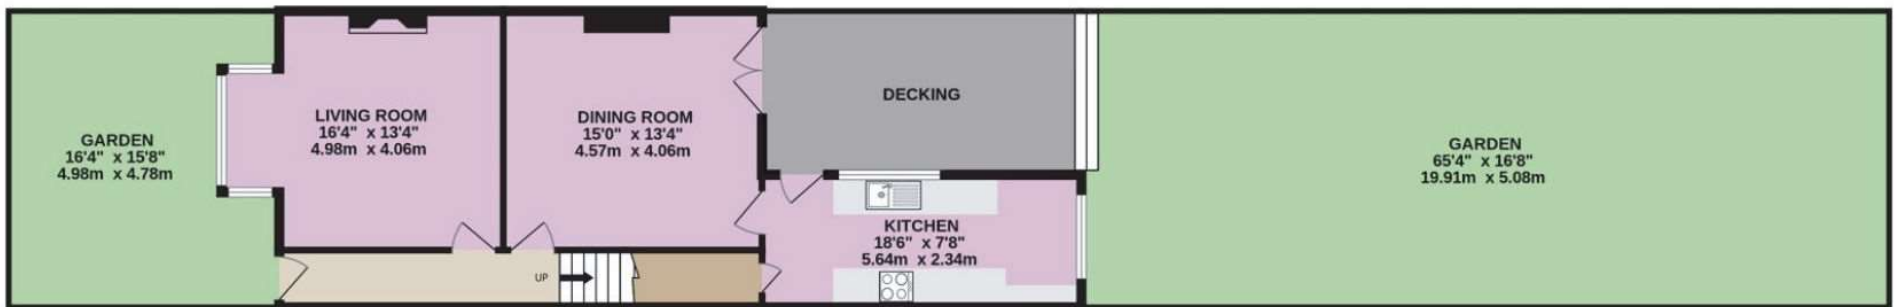 GARDEN
16'4" x 15'8"
4.98m x 4.78m
LIVING ROOM
16'4" x 13'4"
4.98m x 4.06m
DINING ROOM
15'0" x 13'4"
4.57m x 4.06m
DECKING
KITCHEN
18'6" x 7'8"
5.64m x 2.34m
UP
GARDEN
65'4" x 16'8"
19.91m x 5.08m